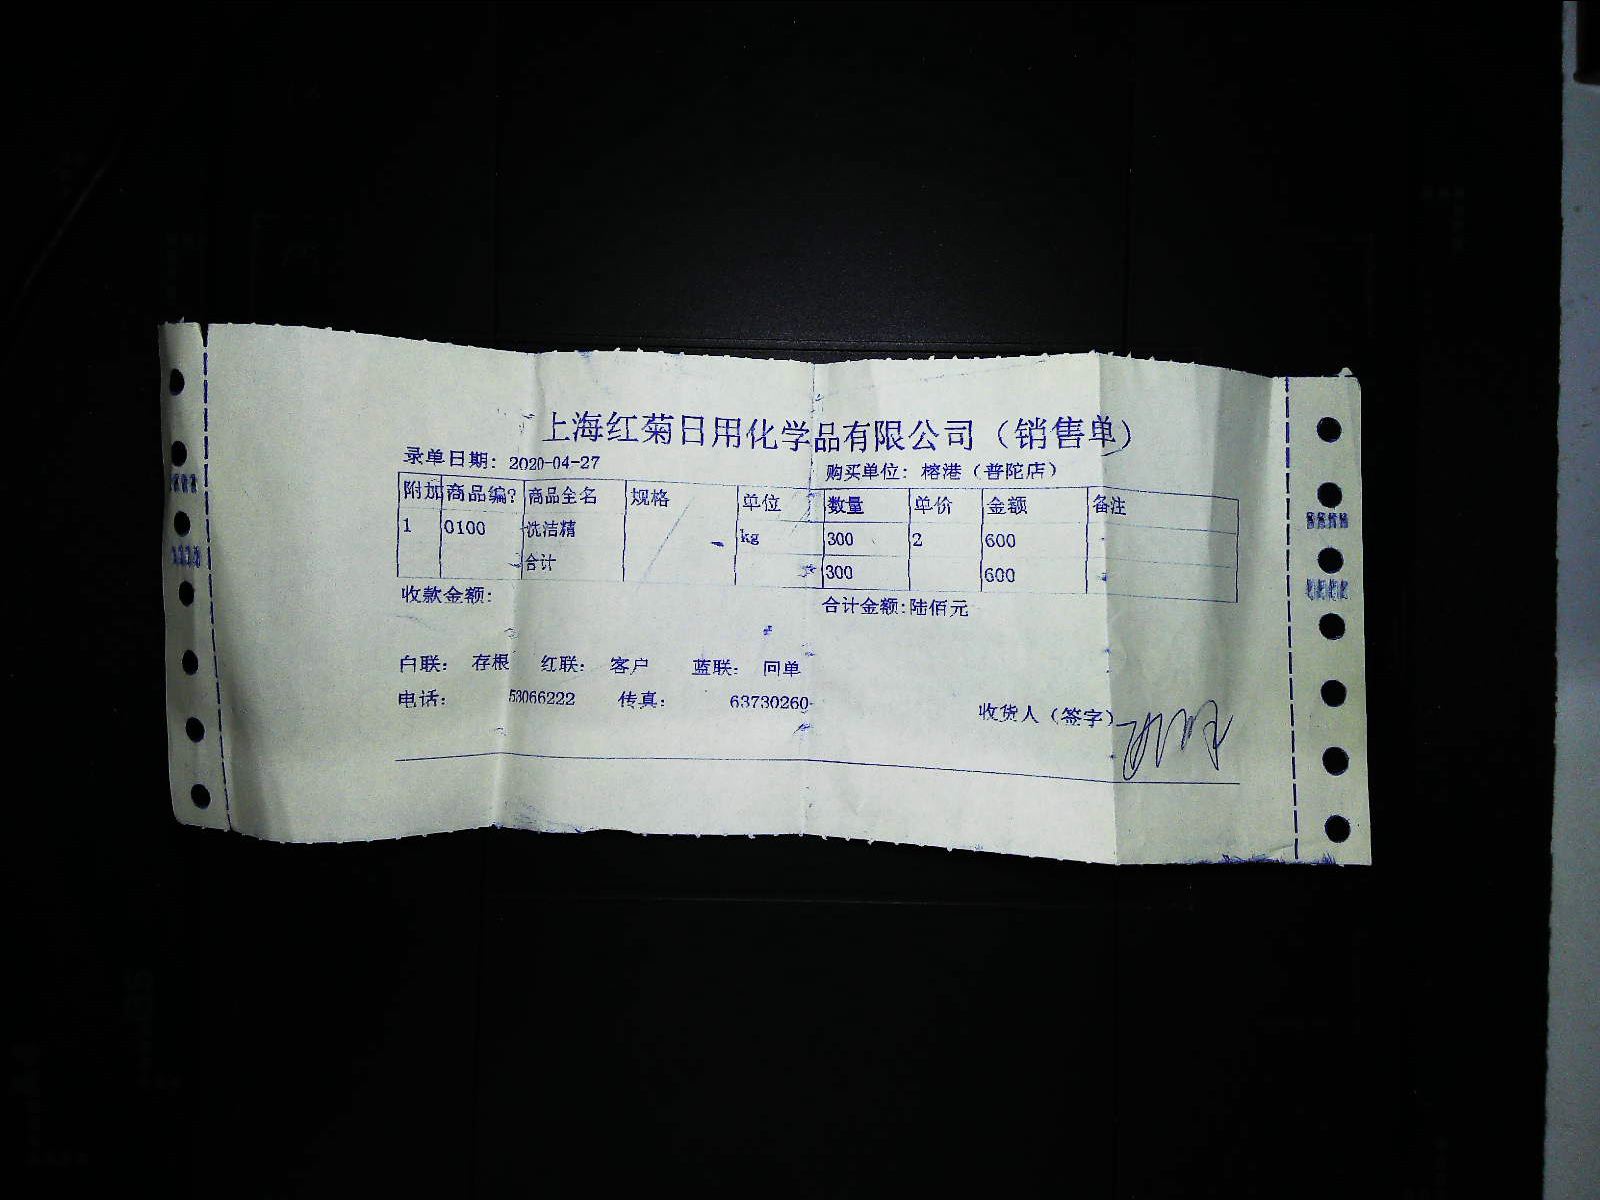 上海红菊日用化学品有限公司（销售单）
录单日期: 2020-04-27 购买单位: 榕港（普陀店）
附加 商品编? 商品全名 规格 单位 数量 单价 金额 备注
1 0100 洗洁精 kg 300 2 600
合计 300 600
收款金额: 合计金额:陆佰元
白联: 存根 红联: 客户 蓝联: 回单
电话: 53066222 传真: 63730260
收货人（签字）